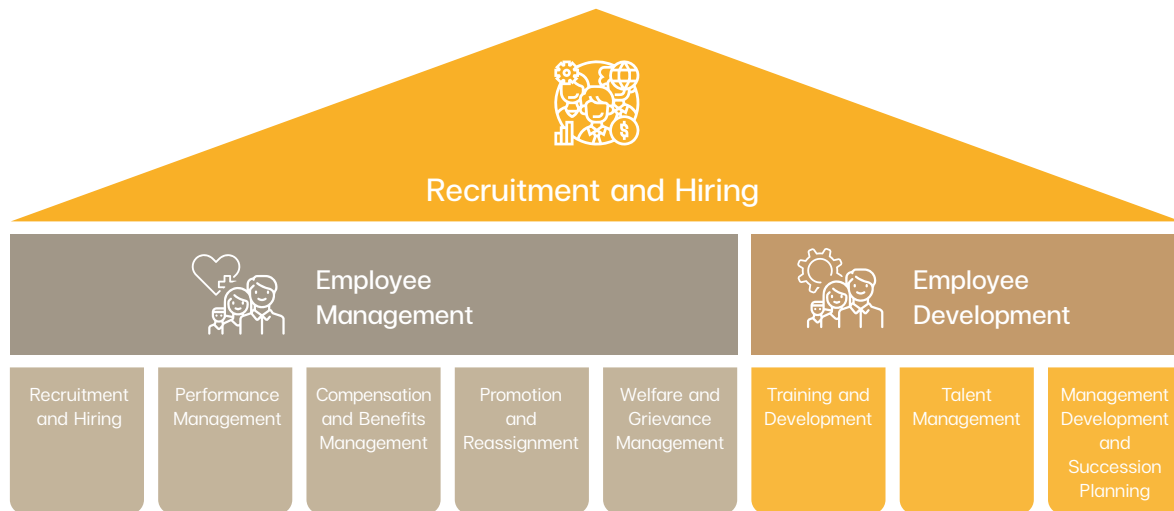 Recruitment and Hiring
Employee
Management
Employee
Development
Recruitment
and Hiring
Performance
Management
Compensation
and Benefits
Management
Promotion
and
Reassignment
Welfare and
Grievance
Management
Training and
Development
Talent
Management
Management
Development
and
Succession
Planning